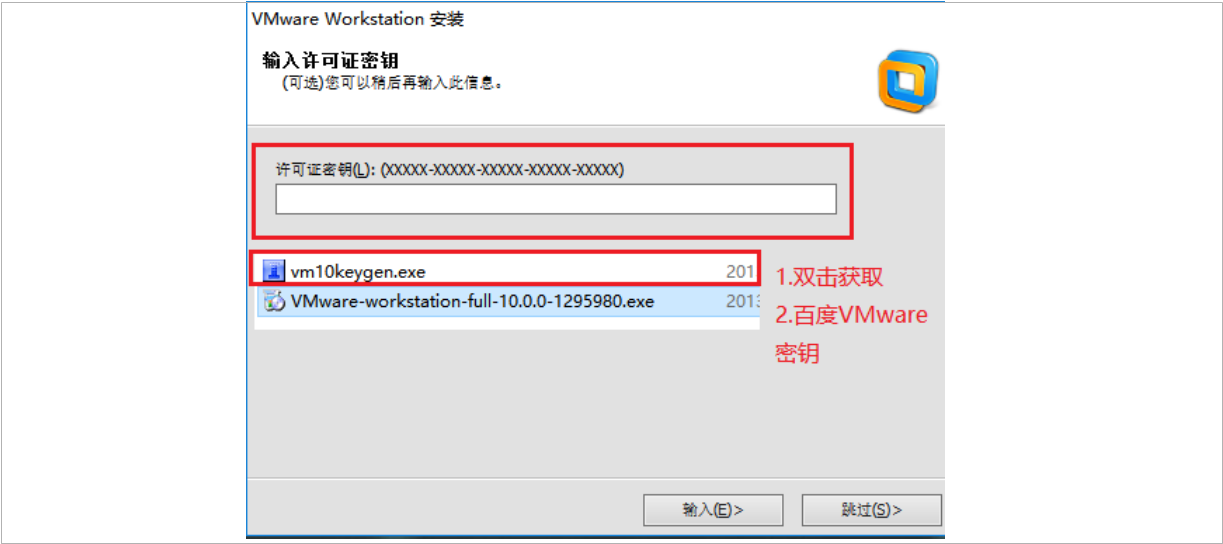 VMware Workstation 安装
输入许可证密钥
(可选)您可以稍后再输入此信息。
许可证密钥(L): (XXXXX-XXXXX-XXXXX-XXXXX-XXXXX)
vm10keygen.exe 201
VMware-workstation-full-10.0.0-1295980.exe 2013
1.双击获取
2.百度VMware
密钥
输入(E)>
跳过(S)>